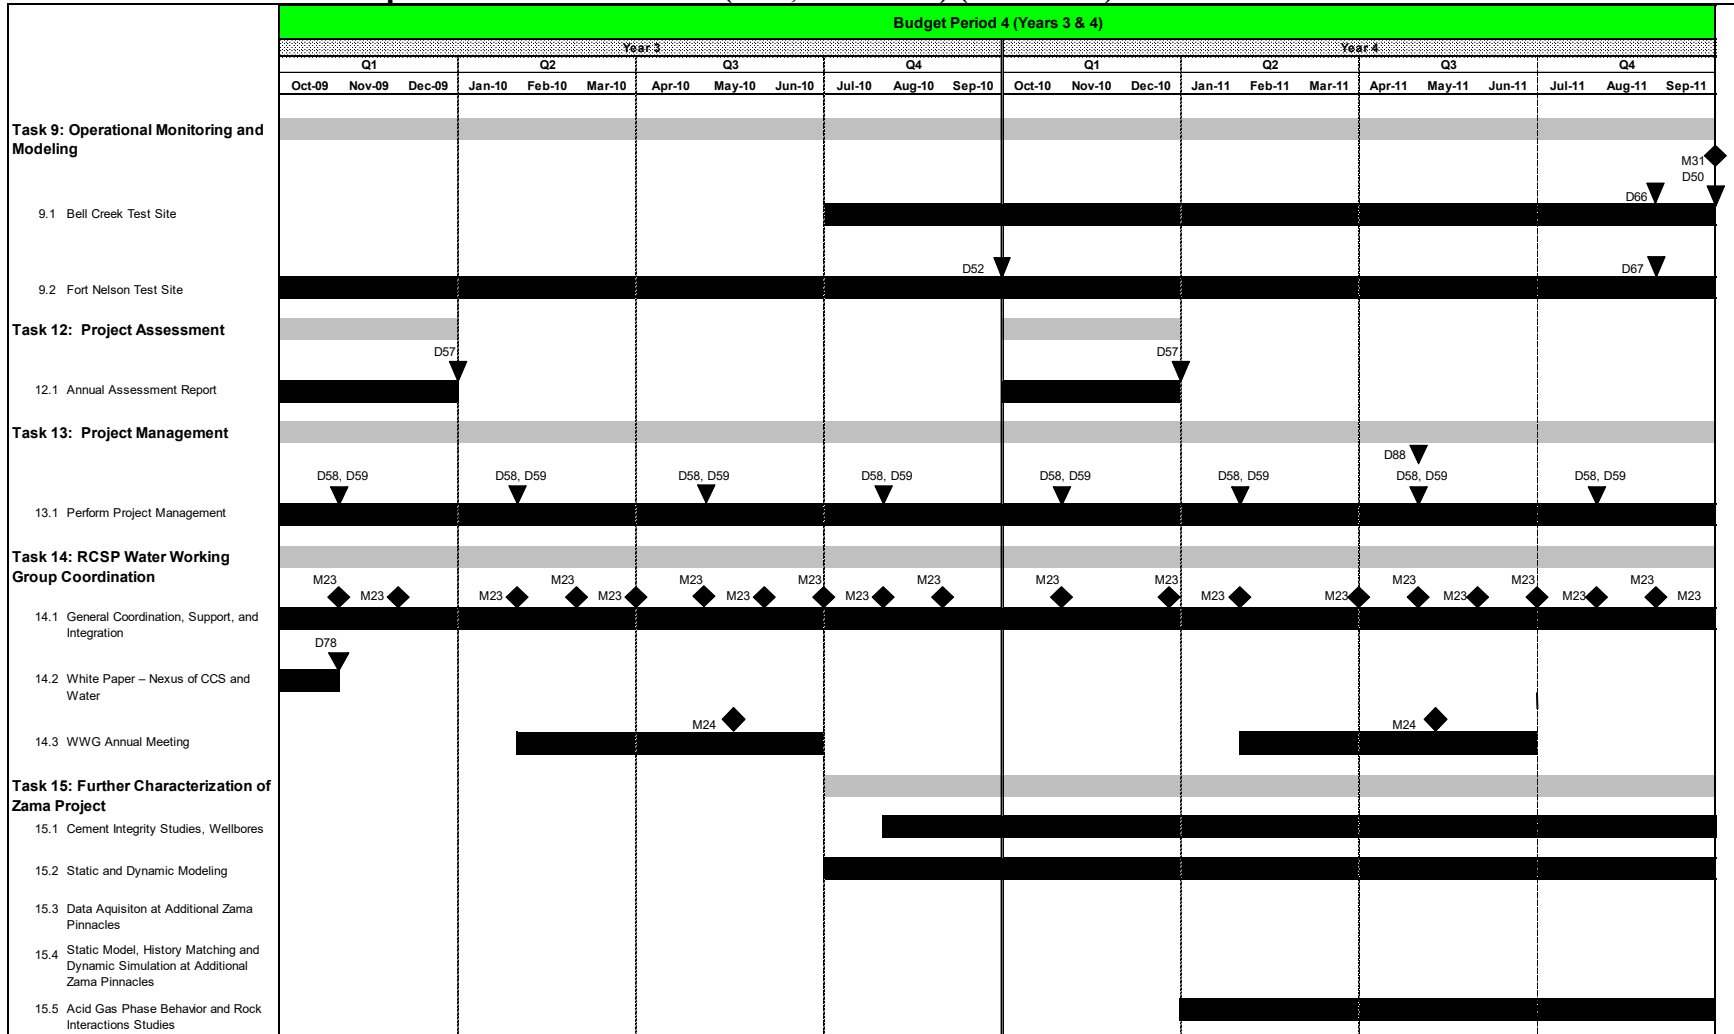 Budget Period 4 (Years 3 & 4)
Year 3 Year 4
Q1 Q2 Q3 Q4 Q1 Q2 Q3 Q4
Oct-09 Nov-09 Dec-09 Jan-10 Feb-10 Mar-10 Apr-10 May-10 Jun-10 Jul-10 Aug-10 Sep-10 Oct-10 Nov-10 Dec-10 Jan-11 Feb-11 Mar-11 Apr-11 May-11 Jun-11 Jul-11 Aug-11 Sep-11
Task 9: Operational Monitoring and
Modeling
M31
D50
D66
9.1 Bell Creek Test Site
D52 D67
9.2 Fort Nelson Test Site
Task 12: Project Assessment
D57 D57
12.1 Annual Assessment Report
Task 13: Project Management
D88
D58, D59 D58, D59 D58, D59 D58, D59 D58, D59 D58, D59 D58, D59 D58, D59
13.1 Perform Project Management
Task 14: RCSP Water Working
Group Coordination
M23 M23 M23 M23 M23 M23 M23 M23 M23 M23
M23 M23 M23 M23 M23 M23 M23 M23 M23 M23
14.1 General Coordination, Support, and
Integration
D78
14.2 White Paper – Nexus of CCS and
Water
M24 M24
14.3 WWG Annual Meeting
Task 15: Further Characterization of
Zama Project
15.1 Cement Integrity Studies, Wellbores
15.2 Static and Dynamic Modeling
15.3 Data Aquisiton at Additional Zama
Pinnacles
15.4 Static Model, History Matching and
Dynamic Simulation at Additional
Zama Pinnacles
15.5 Acid Gas Phase Behavior and Rock
Interactions Studies